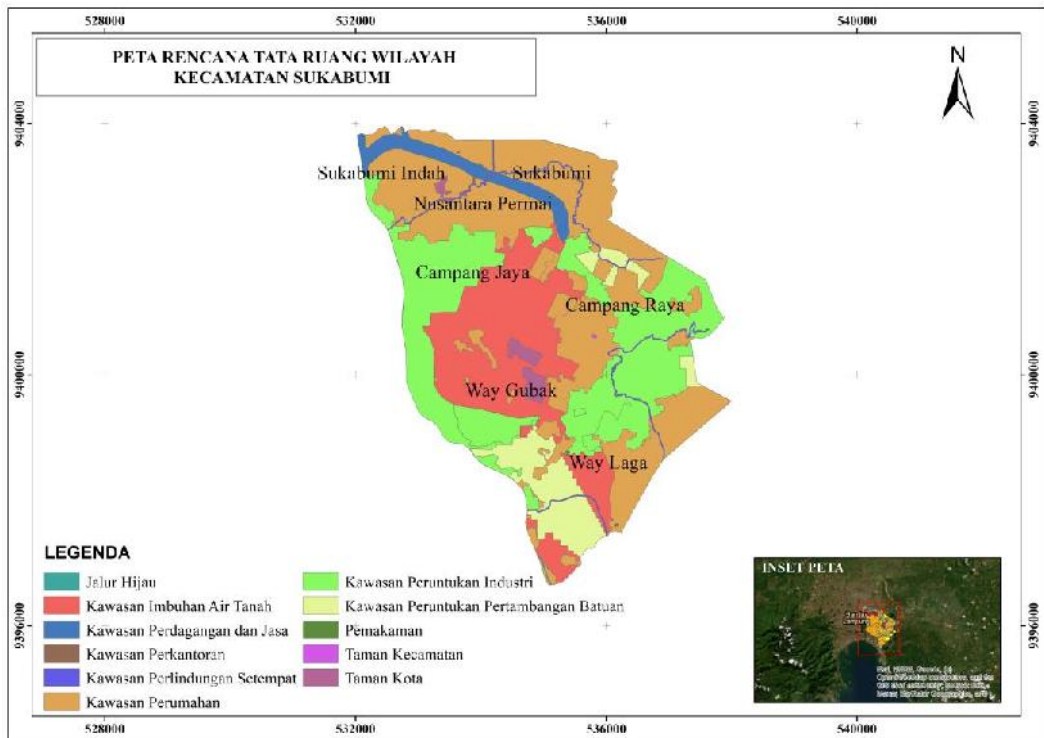 528000 532000 536000 540000
PETA RENCANA TATA RUANG WILAYAH
KECAMATAN SUKABUMI
N
9404000 9404000
Sukabumi Indah Sukabumi
Nusantara Permai
Campang Jaya
Campang Raya
9400000 9400000
Way Gubak
Way Laga
LEGENDA
Jalur Hijau
Kawasan Imbuhan Air Tanah
Kawasan Perdagangan dan Jasa
Kawasan Perkantoran
Kawasan Perlindungan Setempat
Kawasan Perumahan
Kawasan Peruntukan Industri
Kawasan Peruntukan Pertambangan Batuan
Pemakaman
Taman Kecamatan
Taman Kota
INSET PETA
9396000 9396000
528000 532000 536000 540000